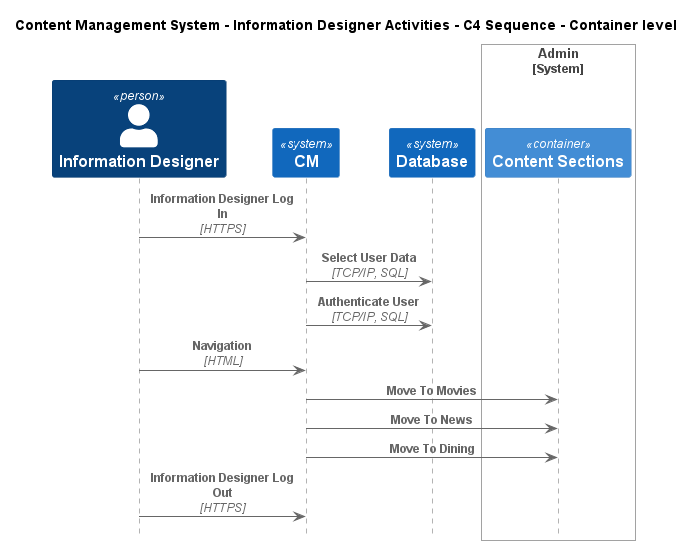 Content Management System - Information Designer Activities - C4 Sequence - Container level
Admin
[System]
«person»
Information Designer
«system»
CM
«system»
Database
«container»
Content Sections
Information Designer Log
In
[HTTPS]
Select User Data
[TCP/IP, SQL]
Authenticate User
[TCP/IP, SQL]
Navigation
[HTML]
Move To Movies
Move To News
Move To Dining
Information Designer Log
Out
[HTTPS]